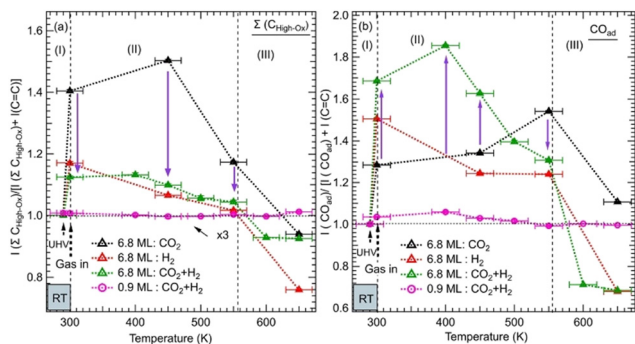 (a)
Σ (C_High-Ox)
(I)
(II)
(III)
I (Σ C_High-Ox)/[I (Σ C_High-Ox)+ I(C=C)]
1.4
1.2
1.0
0.8
x3
UHV
Gas in
RT
6.8 ML: CO₂
6.8 ML : H₂
6.8 ML : CO₂+H₂
0.9 ML : CO₂+H₂
300 400 500 600
Temperature (K)
(b)
CO_ad
(I)
(II)
(III)
I ( CO_ad)/[I ( CO_ad) + I (C=C)]
2.0
1.8
1.6
1.4
1.2
1.0
0.8
0.6
UHV
Gas in
RT
6.8 ML: CO₂
6.8 ML : H₂
6.8 ML : CO₂+H₂
0.9 ML : CO₂+H₂
300 400 500 600
Temperature (K)